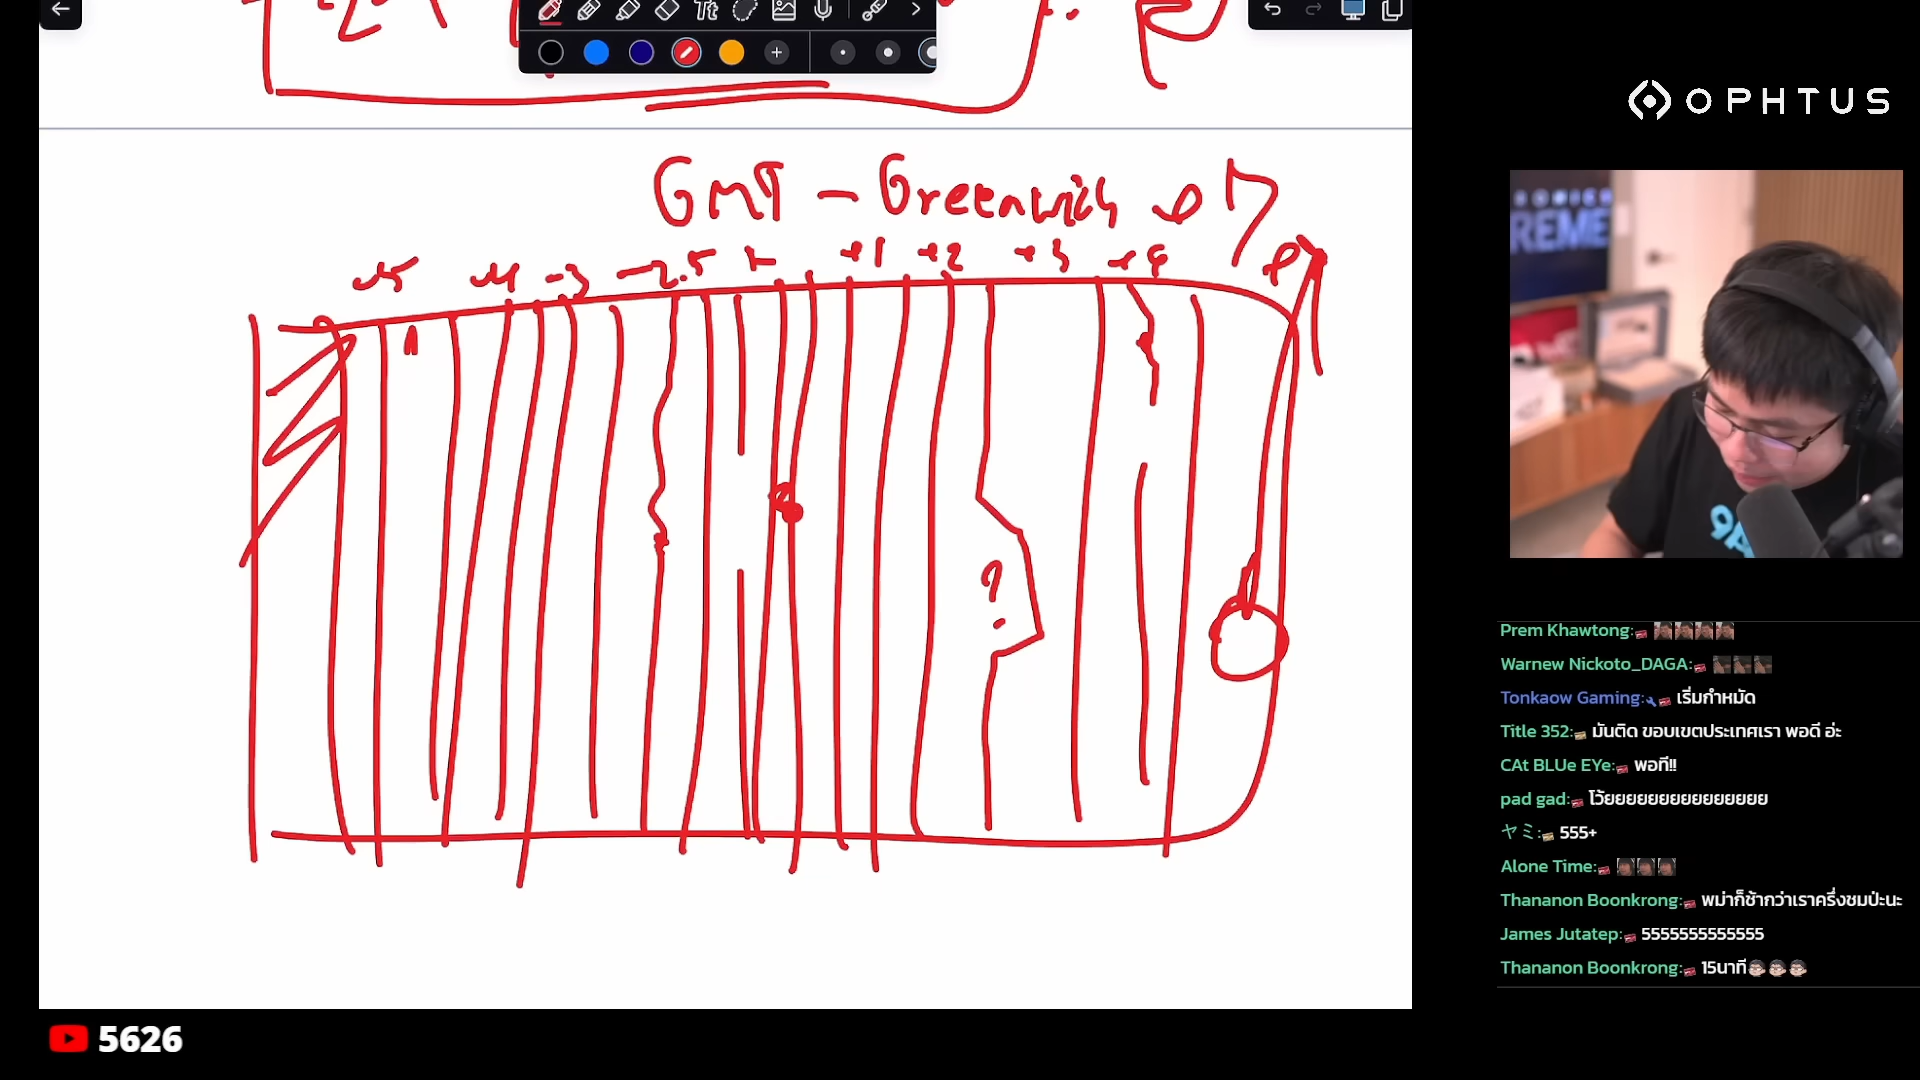 Tt
OPHTUS
GMT - Greenwich
-3 -2.5 +1 +2 +3 +4
?
REME
9A
Prem Khawtong:
Warnew Nickoto_DAGA:
Tonkaow Gaming: เริ่มกำหมัด
Title 352: มันติด ขอบเขตประเทศเรา พอดี อ่ะ
CAt BLUe EYe: พอที!!
pad gad: โว้ยยยยยยยยยยยยยย
ヤミ: 555+
Alone Time:
Thananon Boonkrong: พม่าก็ช้ากว่าเราครึ่งชมป่ะนะ
James Jutatep: 5555555555555
Thananon Boonkrong: 15นาที
5626